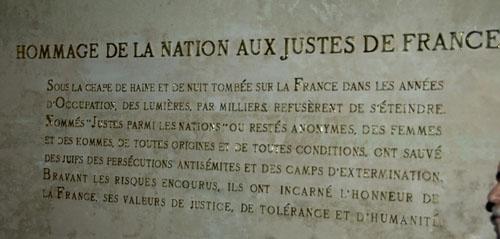 HOMMAGE DE LA NATION AUX JUSTES DE FRANCE
SOUS LA CHAPE DE HAINE ET DE NUIT TOMBÉE SUR LA FRANCE DANS LES ANNÉES
D'OCCUPATION, DES LUMIÈRES, PAR MILLIERS, REFUSÈRENT DE S'ÉTEINDRE.
NOMMÉS "JUSTES PARMI LES NATIONS" OU RESTÉS ANONYMES, DES FEMMES
ET DES HOMMES, DE TOUTES ORIGINES ET DE TOUTES CONDITIONS, ONT SAUVÉ
DES JUIFS DES PERSÉCUTIONS ANTISÉMITES ET DES CAMPS D'EXTERMINATION.
BRAVANT LES RISQUES ENCOURUS, ILS ONT INCARNÉ L'HONNEUR DE
LA FRANCE, SES VALEURS DE JUSTICE, DE TOLÉRANCE ET D'HUMANITÉ.